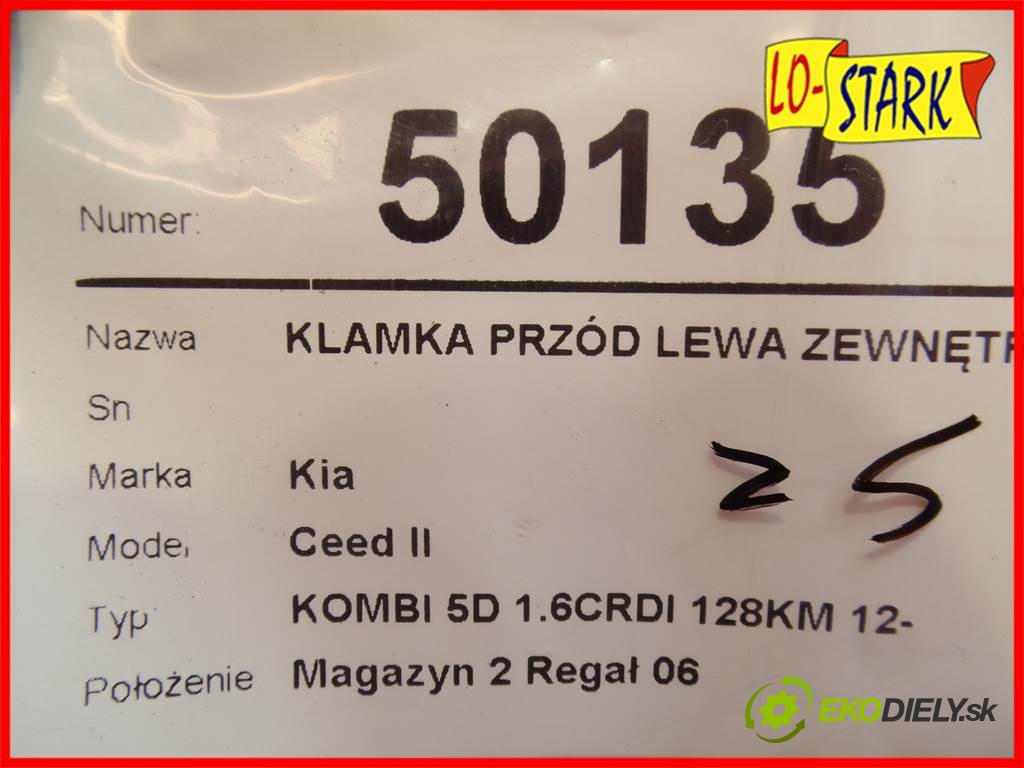 LO-STARK
Numer: 50135
Nazwa KLAMKA PRZÓD LEWA ZEWNĘTR
Sn
Marka Kia
Model Ceed II
Typ KOMBI 5D 1.6CRDI 128KM 12-
Położenie Magazyn 2 Regał 06
25
EKODIELY.sk